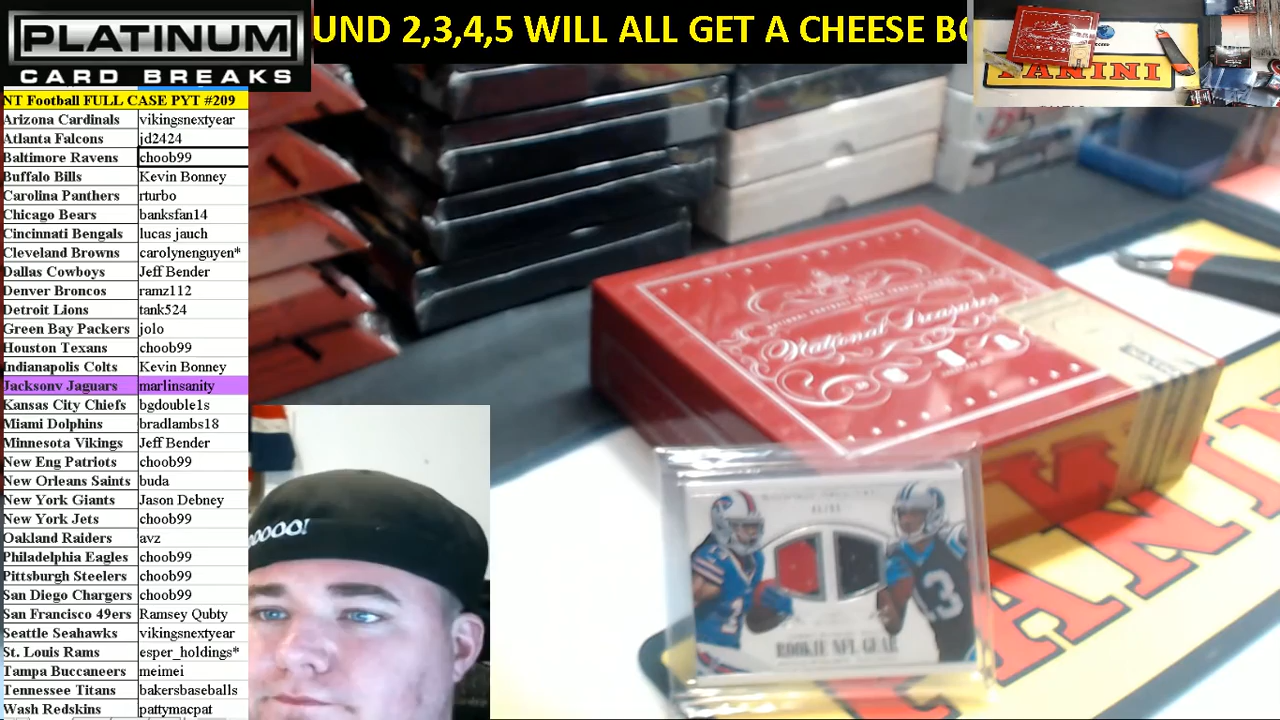 PLATINUM
CARD BREAKS
UND 2,3,4,5 WILL ALL GET A CHEESE BO
PANINI
NT Football FULL CASE PYT #209
Arizona Cardinals vikingsnextyear
Atlanta Falcons jd2424
Baltimore Ravens choob99
Buffalo Bills Kevin Bonney
Carolina Panthers rturbo
Chicago Bears banksfan14
Cincinnati Bengals lucas jauch
Cleveland Browns carolynenguyen*
Dallas Cowboys Jeff Bender
Denver Broncos ramz112
Detroit Lions tank524
Green Bay Packers jolo
Houston Texans choob99
Indianapolis Colts Kevin Bonney
Jacksonv Jaguars marlinsanity
Kansas City Chiefs bgdouble1s
Miami Dolphins bradlambs18
Minnesota Vikings Jeff Bender
New Eng Patriots choob99
New Orleans Saints buda
New York Giants Jason Debney
New York Jets choob99
Oakland Raiders avz
Philadelphia Eagles choob99
Pittsburgh Steelers choob99
San Diego Chargers choob99
San Francisco 49ers Ramsey Qubty
Seattle Seahawks vikingsnextyear
St. Louis Rams esper_holdings*
Tampa Buccaneers meimei
Tennessee Titans bakersbaseballs
Wash Redskins pattymacpat
National Treasures
ROOKIE NFL GEAR
13
OOOO!